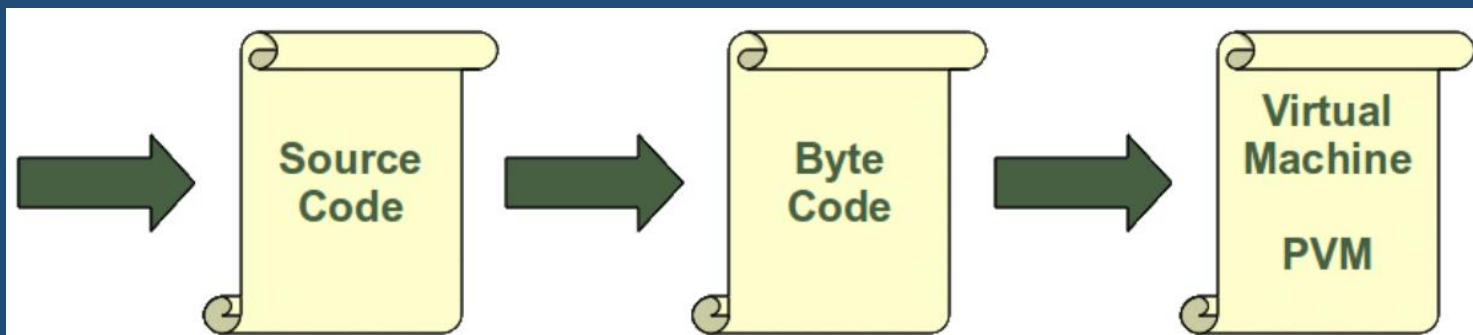 Source
Code
Byte
Code
Virtual
Machine
PVM